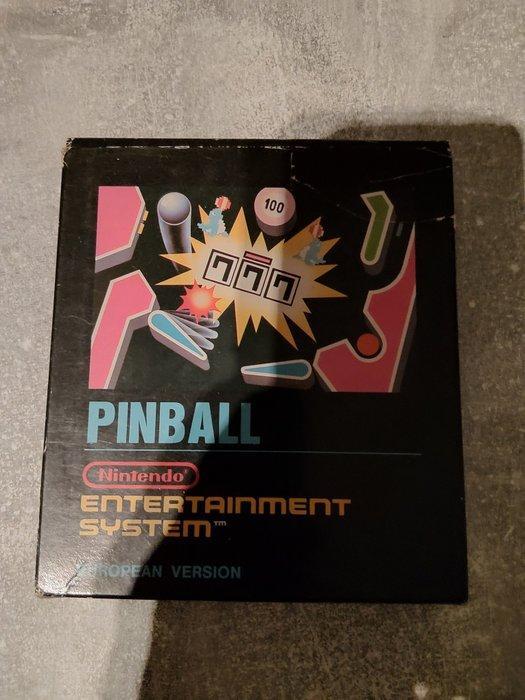 100
777
PINBALL
Nintendo®
ENTERTAINMENT
SYSTEM™
EUROPEAN VERSION